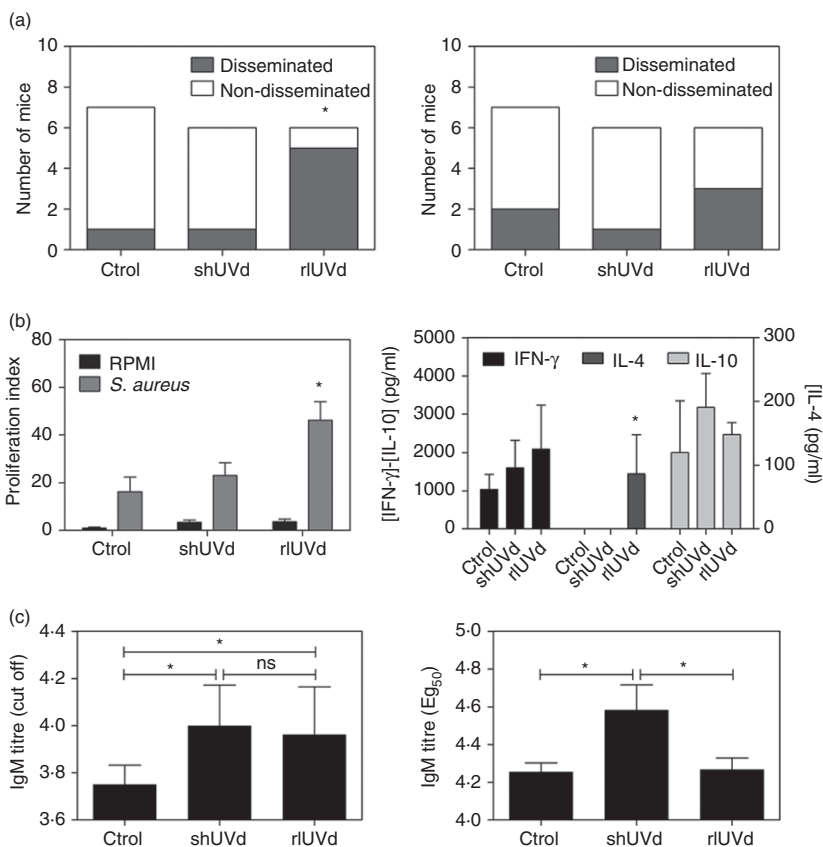 (a)
10
8
6
4
2
0
Number of mice
Disseminated
Non-disseminated
*
Ctrol
shUVd
rlUVd
10
8
6
4
2
0
Number of mice
Disseminated
Non-disseminated
Ctrol
shUVd
rlUVd
(b)
80
60
40
20
0
Proliferation index
RPMI
S. aureus
*
Ctrol
shUVd
rlUVd
5000
4000
3000
2000
1000
0
[IFN-γ]-[IL-10] (pg/ml)
IFN-γ
IL-4
IL-10
*
300
200
100
0
[IL-4 (pg/ml)
Ctrol
shUVd
rlUVd
Ctrol
shUVd
rlUVd
Ctrol
shUVd
rlUVd
(c)
4·4
4·2
4·0
3·8
3·6
IgM titre (cut off)
*
*
ns
Ctrol
shUVd
rlUVd
5·0
4·8
4·6
4·4
4·2
4·0
IgM titre (Eg50)
*
*
Ctrol
shUVd
rlUVd